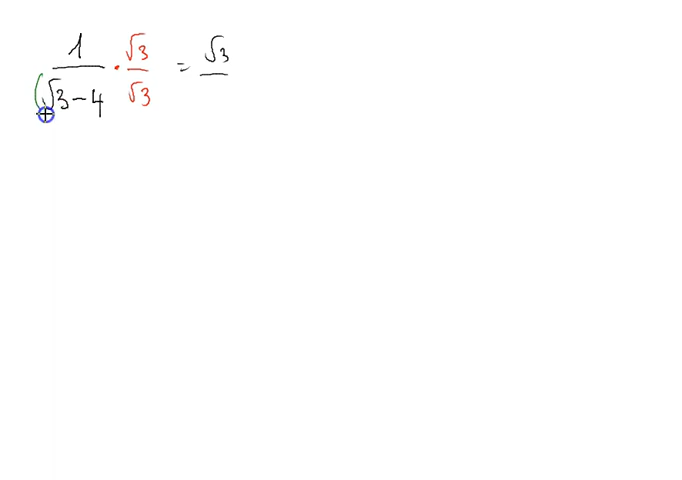 1/(√3-4 · √3/√3 = √3/